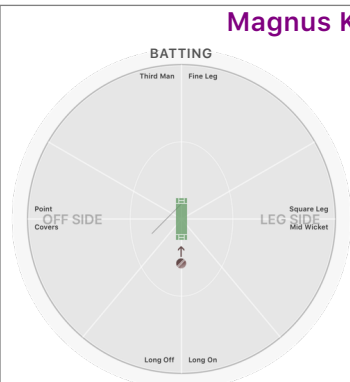 Magnus K
BATTING
Third Man Fine Leg
Point Square Leg
OFF SIDE LEG SIDE
Covers Mid Wicket
Long Off Long On